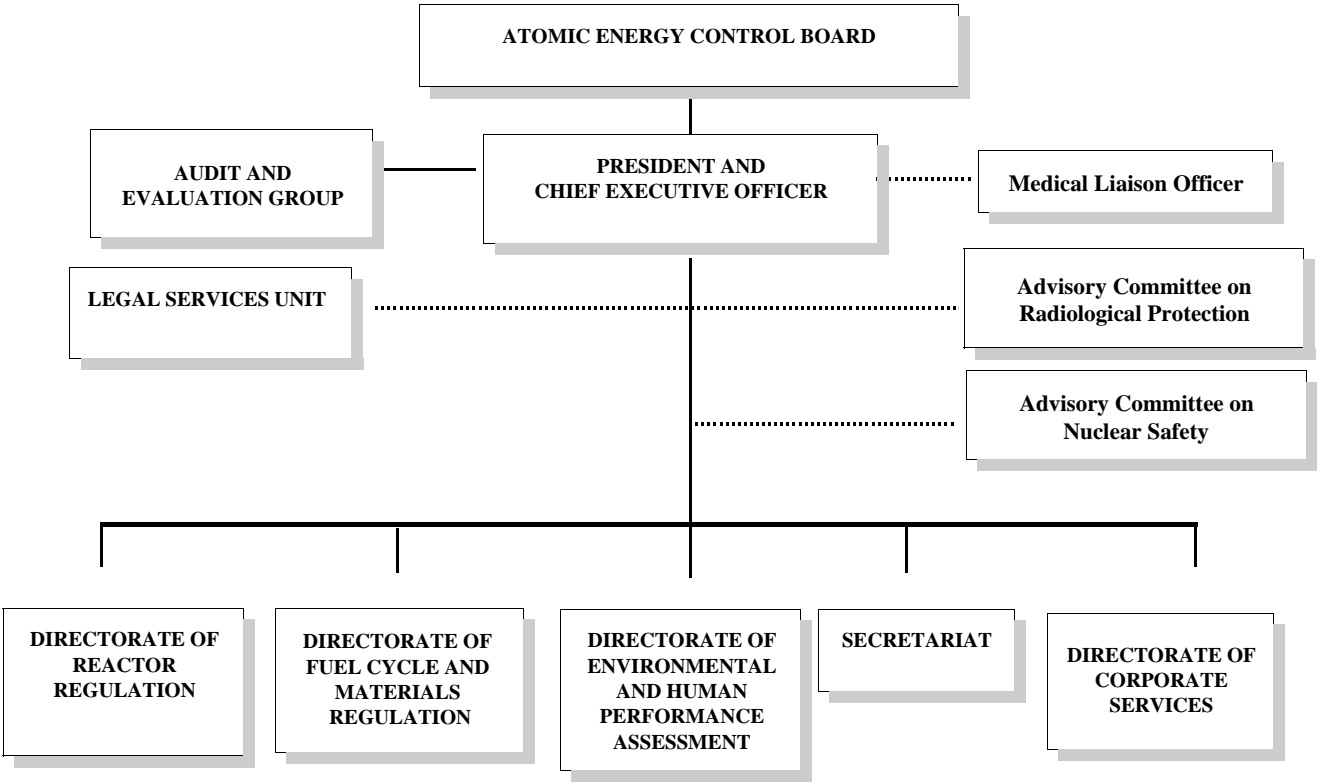 ATOMIC ENERGY CONTROL BOARD
AUDIT AND
EVALUATION GROUP
PRESIDENT AND
CHIEF EXECUTIVE OFFICER
Medical Liaison Officer
LEGAL SERVICES UNIT
Advisory Committee on
Radiological Protection
Advisory Committee on
Nuclear Safety
DIRECTORATE OF
REACTOR
REGULATION
DIRECTORATE OF
FUEL CYCLE AND
MATERIALS
REGULATION
DIRECTORATE OF
ENVIRONMENTAL
AND HUMAN
PERFORMANCE
ASSESSMENT
SECRETARIAT
DIRECTORATE OF
CORPORATE
SERVICES